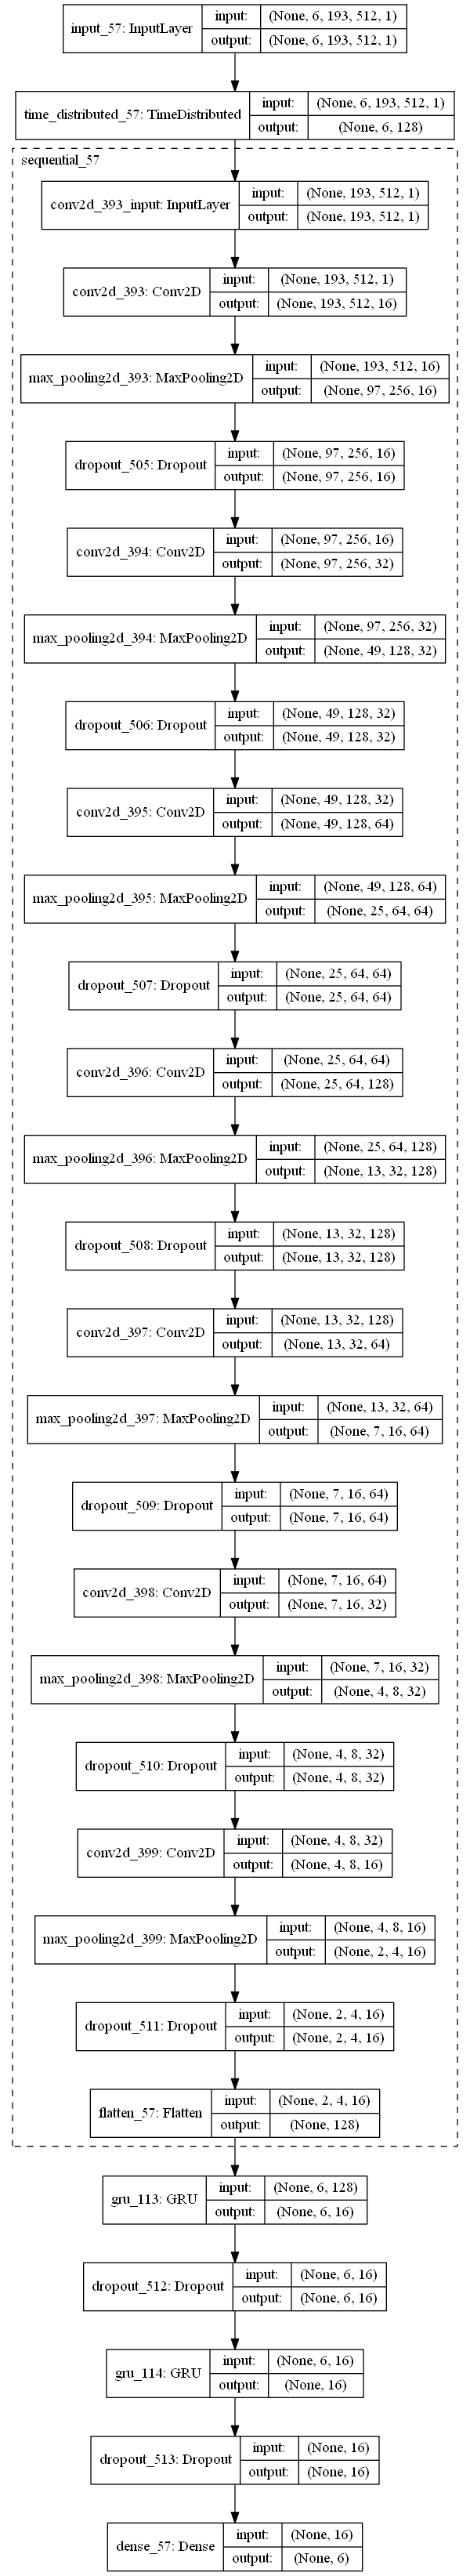 input_57: InputLayer
input: (None, 6, 193, 512, 1)
output: (None, 6, 193, 512, 1)
time_distributed_57: TimeDistributed
input: (None, 6, 193, 512, 1)
output: (None, 6, 128)
sequential_57
conv2d_393_input: InputLayer
input: (None, 193, 512, 1)
output: (None, 193, 512, 1)
conv2d_393: Conv2D
input: (None, 193, 512, 1)
output: (None, 193, 512, 16)
max_pooling2d_393: MaxPooling2D
input: (None, 193, 512, 16)
output: (None, 97, 256, 16)
dropout_505: Dropout
input: (None, 97, 256, 16)
output: (None, 97, 256, 16)
conv2d_394: Conv2D
input: (None, 97, 256, 16)
output: (None, 97, 256, 32)
max_pooling2d_394: MaxPooling2D
input: (None, 97, 256, 32)
output: (None, 49, 128, 32)
dropout_506: Dropout
input: (None, 49, 128, 32)
output: (None, 49, 128, 32)
conv2d_395: Conv2D
input: (None, 49, 128, 32)
output: (None, 49, 128, 64)
max_pooling2d_395: MaxPooling2D
input: (None, 49, 128, 64)
output: (None, 25, 64, 64)
dropout_507: Dropout
input: (None, 25, 64, 64)
output: (None, 25, 64, 64)
conv2d_396: Conv2D
input: (None, 25, 64, 64)
output: (None, 25, 64, 128)
max_pooling2d_396: MaxPooling2D
input: (None, 25, 64, 128)
output: (None, 13, 32, 128)
dropout_508: Dropout
input: (None, 13, 32, 128)
output: (None, 13, 32, 128)
conv2d_397: Conv2D
input: (None, 13, 32, 128)
output: (None, 13, 32, 64)
max_pooling2d_397: MaxPooling2D
input: (None, 13, 32, 64)
output: (None, 7, 16, 64)
dropout_509: Dropout
input: (None, 7, 16, 64)
output: (None, 7, 16, 64)
conv2d_398: Conv2D
input: (None, 7, 16, 64)
output: (None, 7, 16, 32)
max_pooling2d_398: MaxPooling2D
input: (None, 7, 16, 32)
output: (None, 4, 8, 32)
dropout_510: Dropout
input: (None, 4, 8, 32)
output: (None, 4, 8, 32)
conv2d_399: Conv2D
input: (None, 4, 8, 32)
output: (None, 4, 8, 16)
max_pooling2d_399: MaxPooling2D
input: (None, 4, 8, 16)
output: (None, 2, 4, 16)
dropout_511: Dropout
input: (None, 2, 4, 16)
output: (None, 2, 4, 16)
flatten_57: Flatten
input: (None, 2, 4, 16)
output: (None, 128)
gru_113: GRU
input: (None, 6, 128)
output: (None, 6, 16)
dropout_512: Dropout
input: (None, 6, 16)
output: (None, 6, 16)
gru_114: GRU
input: (None, 6, 16)
output: (None, 16)
dropout_513: Dropout
input: (None, 16)
output: (None, 16)
dense_57: Dense
input: (None, 16)
output: (None, 6)